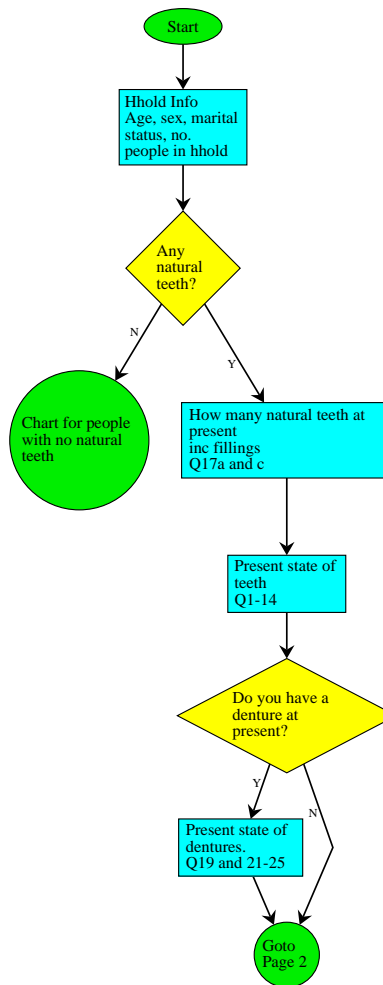 Start
Hhold Info
Age, sex, marital
status, no.
people in hhold
Any
natural
teeth?
N
Y
Chart for people
with no natural
teeth
How many natural teeth at
present
inc fillings
Q17a and c
Present state of
teeth
Q1-14
Do you have a
denture at
present?
Y
N
Present state of
dentures.
Q19 and 21-25
Goto
Page 2